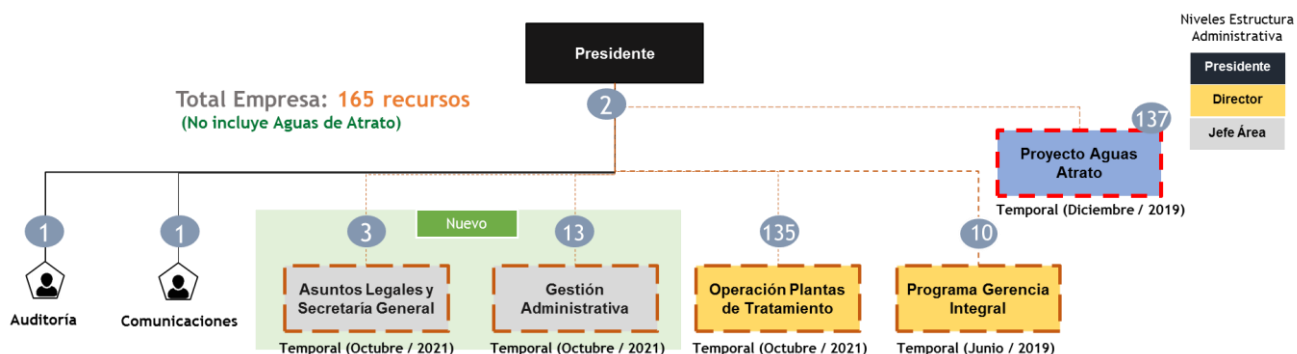 Presidente
2
Total Empresa: 165 recursos
(No incluye Aguas de Atrato)
Niveles Estructura
Administrativa
Presidente
Director
Jefe Área
137
Proyecto Aguas
Atrato
Temporal (Diciembre / 2019)
Nuevo
1
1
3
13
135
10
Auditoría
Comunicaciones
Asuntos Legales y
Secretaría General
Temporal (Octubre / 2021)
Gestión
Administrativa
Temporal (Octubre / 2021)
Operación Plantas
de Tratamiento
Temporal (Octubre / 2021)
Programa Gerencia
Integral
Temporal (Junio / 2019)